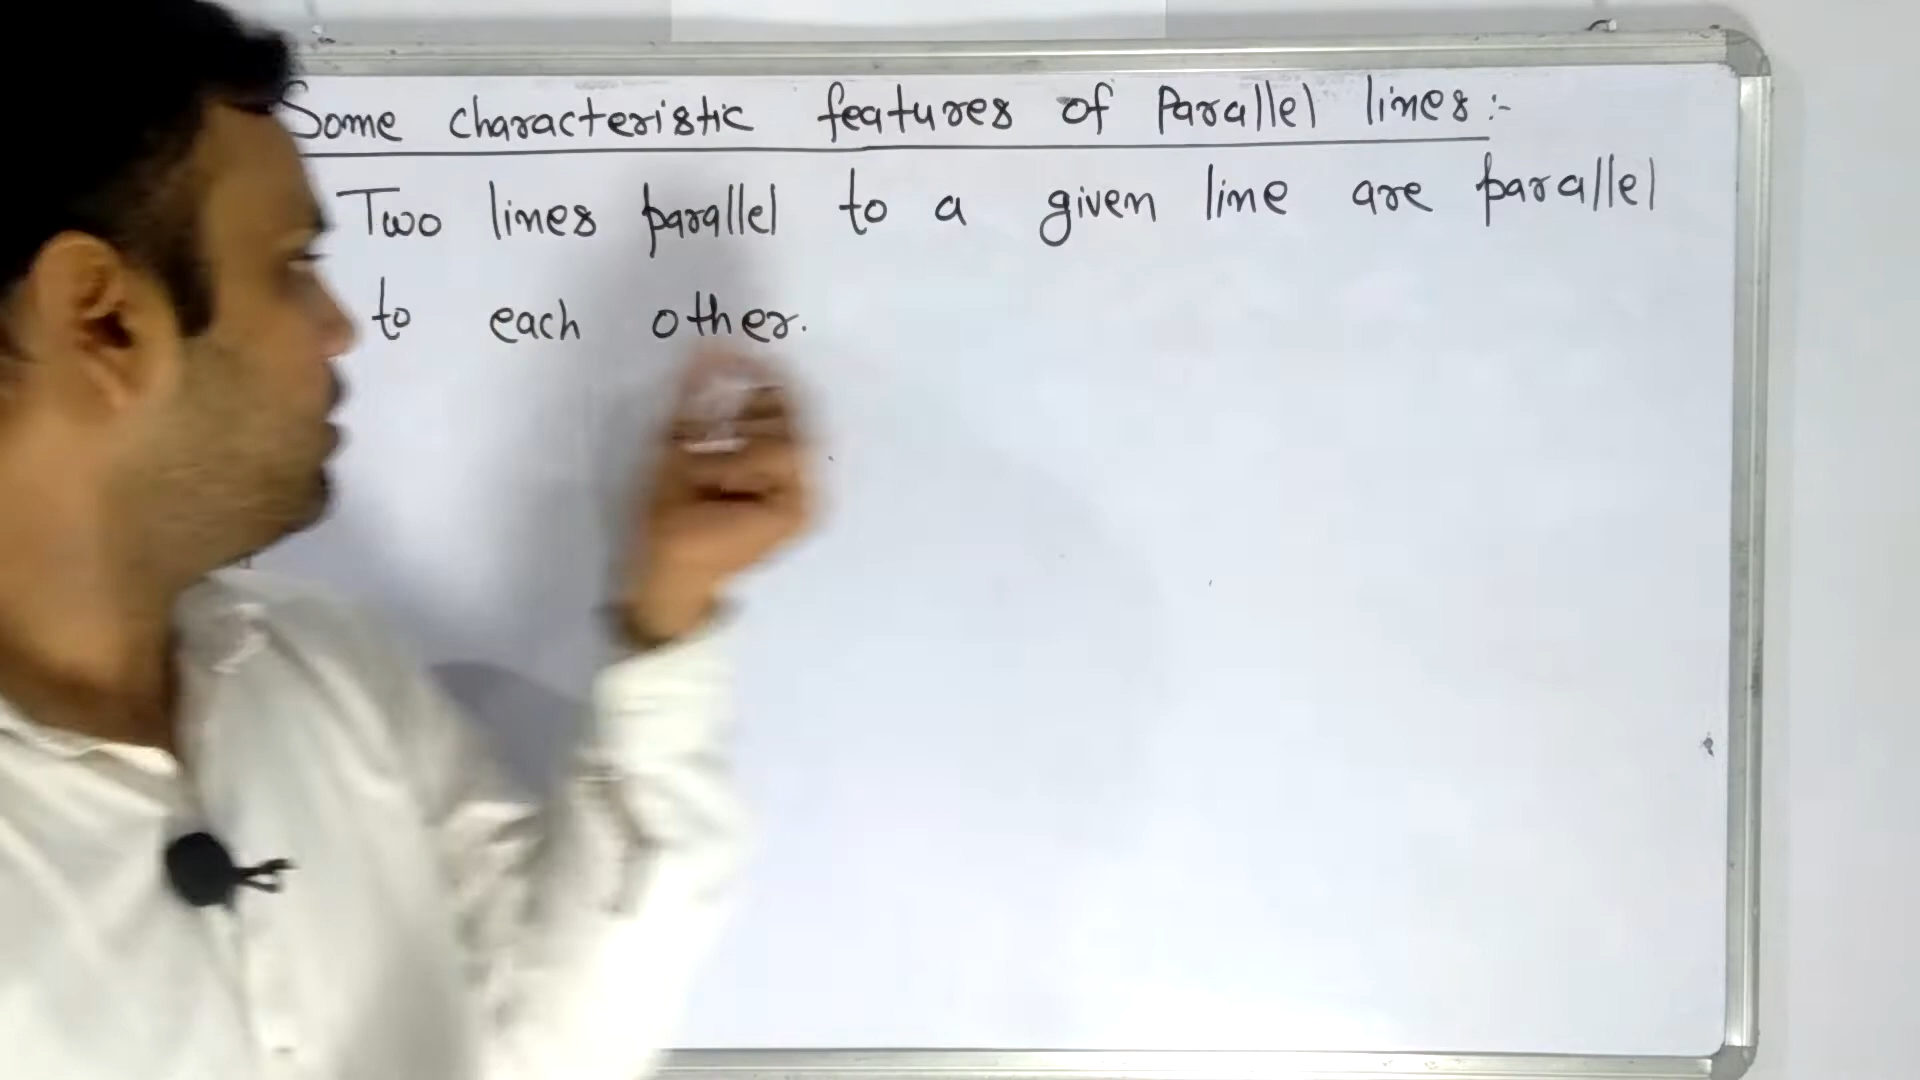 Some characteristic features of Parallel lines:-
Two lines parallel to a given line are parallel
to each other.